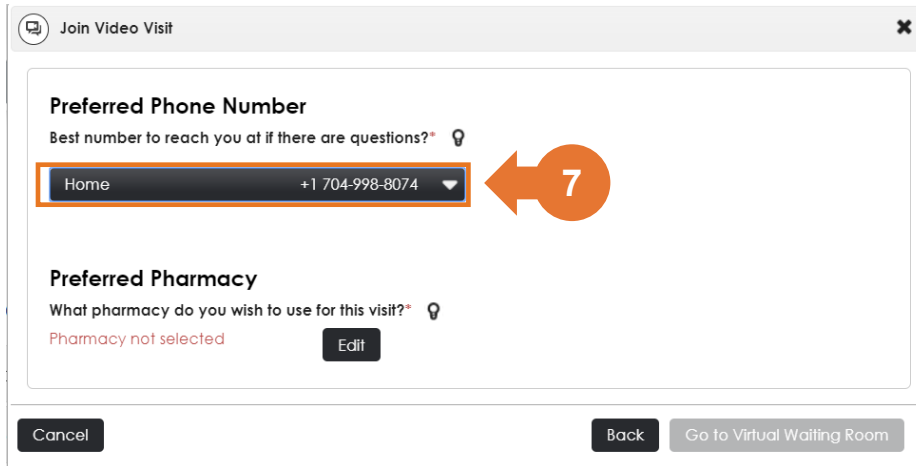 Join Video Visit
Preferred Phone Number
Best number to reach you at if there are questions?*
Home +1 704-998-8074
7
Preferred Pharmacy
What pharmacy do you wish to use for this visit?*
Pharmacy not selected Edit
Cancel Back Go to Virtual Waiting Room